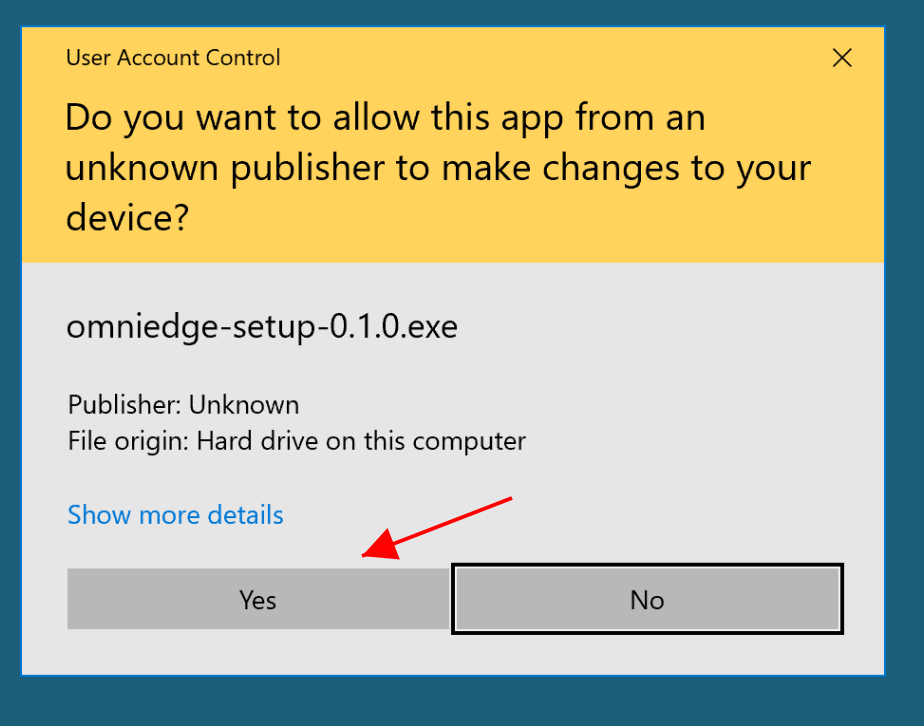 User Account Control
Do you want to allow this app from an
unknown publisher to make changes to your
device?
omniedge-setup-0.1.0.exe
Publisher: Unknown
File origin: Hard drive on this computer
Show more details
Yes
No